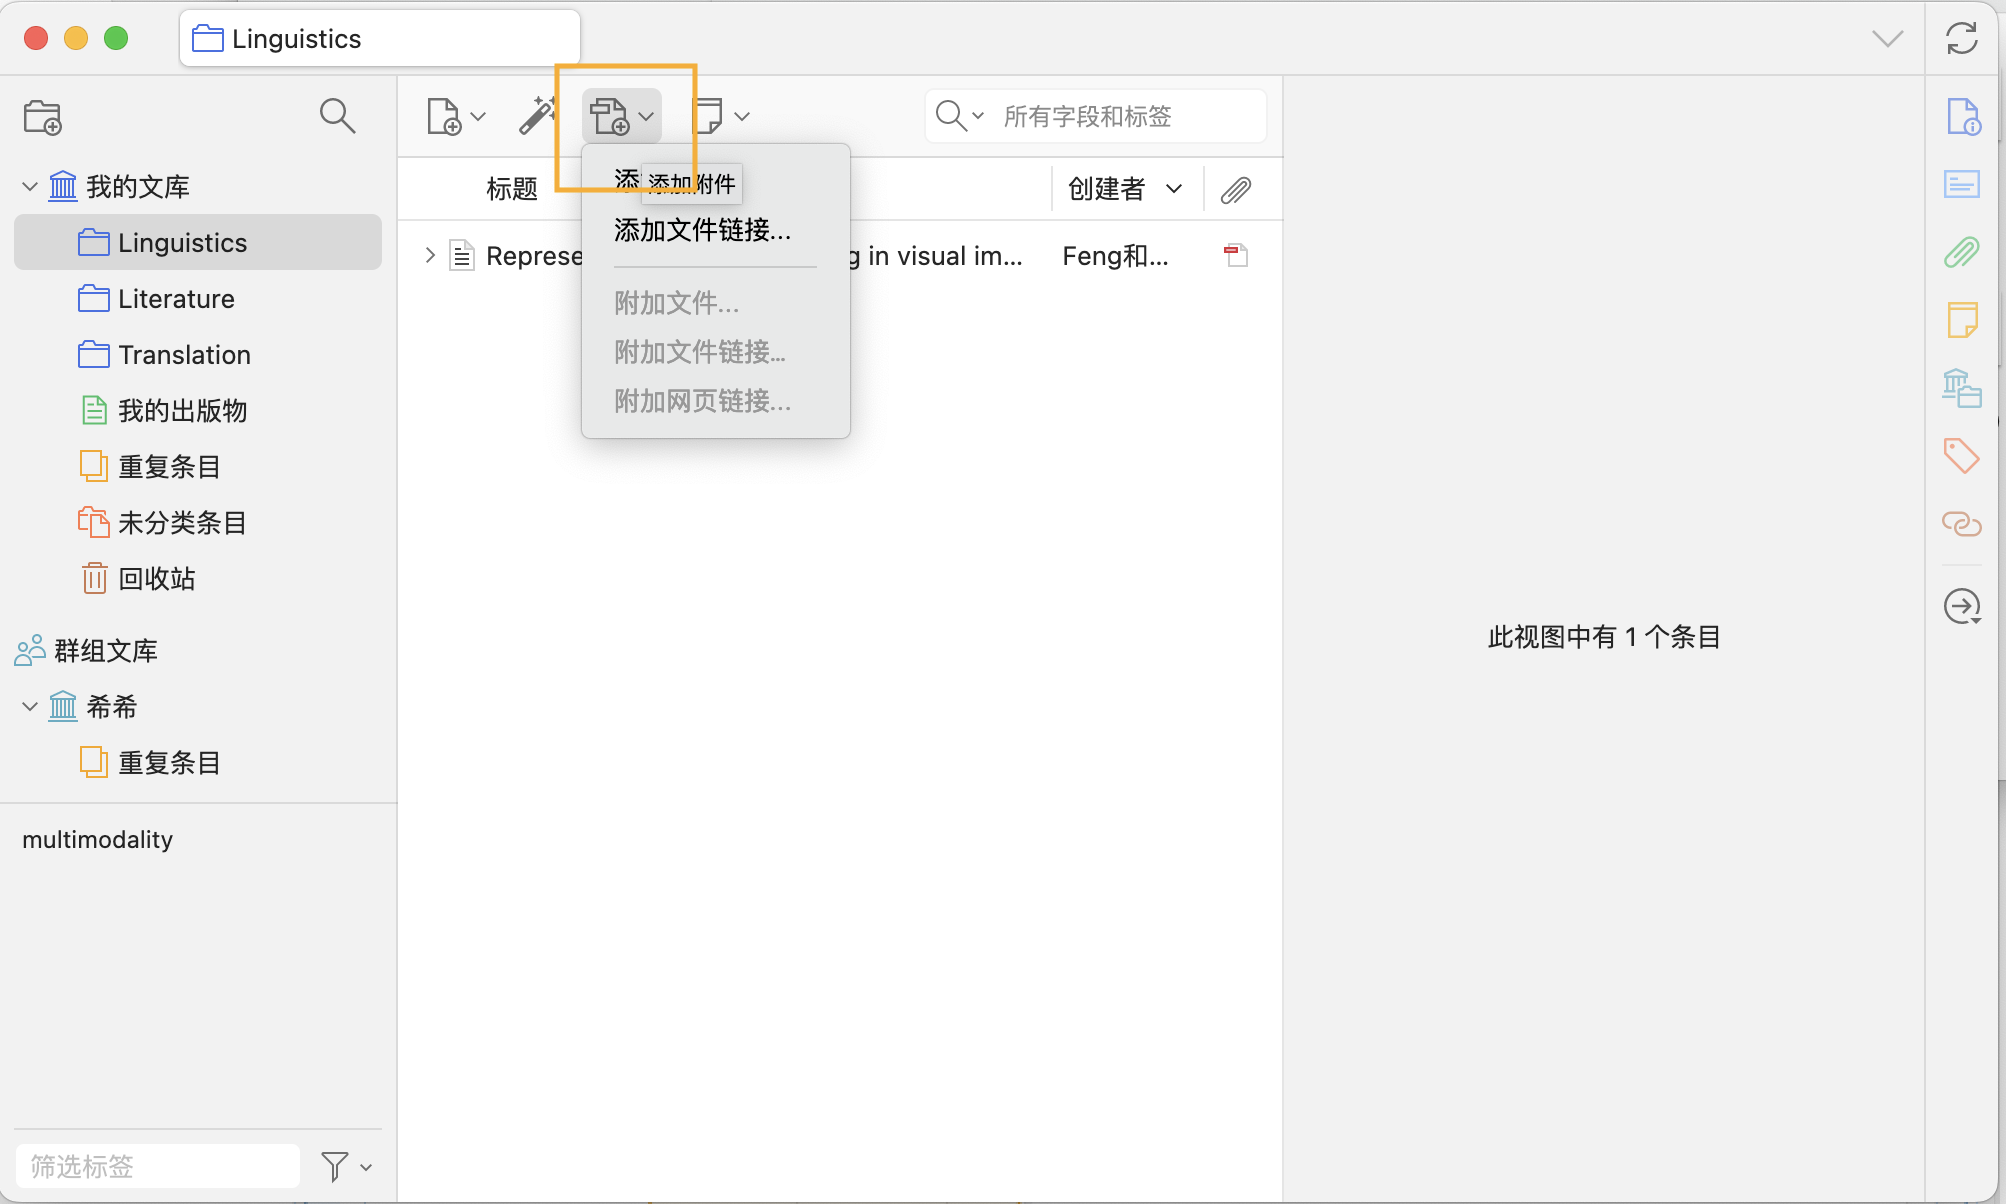 Linguistics
所有字段和标签
我的文库
Linguistics
Literature
Translation
我的出版物
重复条目
未分类条目
回收站
群组文库
希希
重复条目
multimodality
筛选标签
标题
创建者
添
添加附件
添加文件链接...
附加文件...
附加文件链接...
附加网页链接...
Represe
g in visual im...
Feng和...
此视图中有 1 个条目